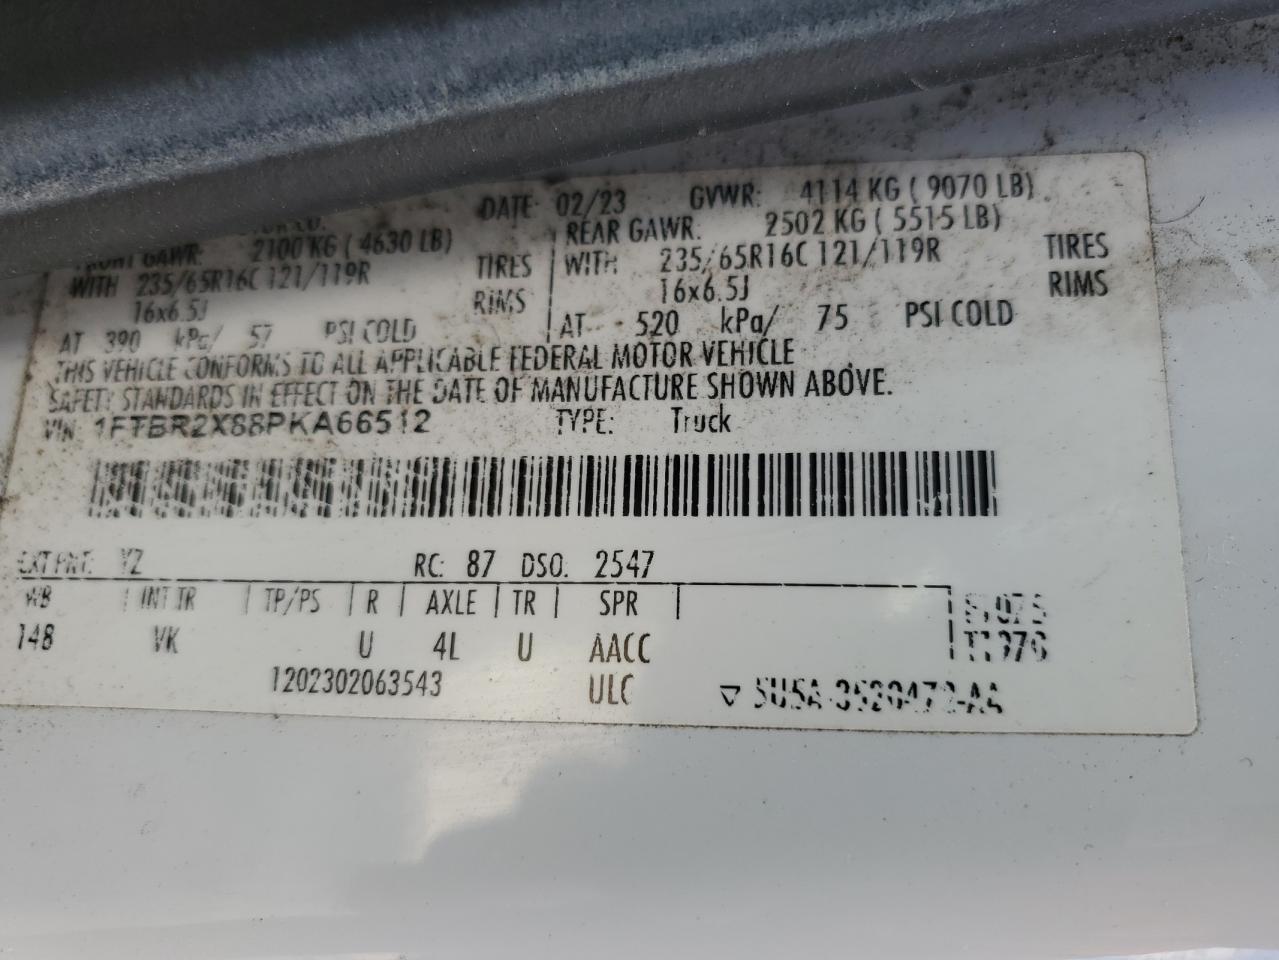 DATE: 02/23 GVWR: 4114 KG ( 9070 LB)
FRONT GAWR: 2100 KG ( 4630 LB) REAR GAWR: 2502 KG ( 5515 LB)
WITH 235/65R16C 121/119R TIRES WITH 235/65R16C 121/119R TIRES
16x6.5J RIMS 16x6.5J RIMS
AT 390 kPa/ 57 PSI COLD AT 520 kPa/ 75 PSI COLD
THIS VEHICLE CONFORMS TO ALL APPLICABLE FEDERAL MOTOR VEHICLE
SAFETY STANDARDS IN EFFECT ON THE DATE OF MANUFACTURE SHOWN ABOVE.
VIN: 1FTBR2X88PKA66512 TYPE: Truck
EXT PNT: YZ RC: 87 DSO: 2547
WB INT TR TP/PS R AXLE TR SPR
148 VK U 4L U AACC
1202302063543 ULC